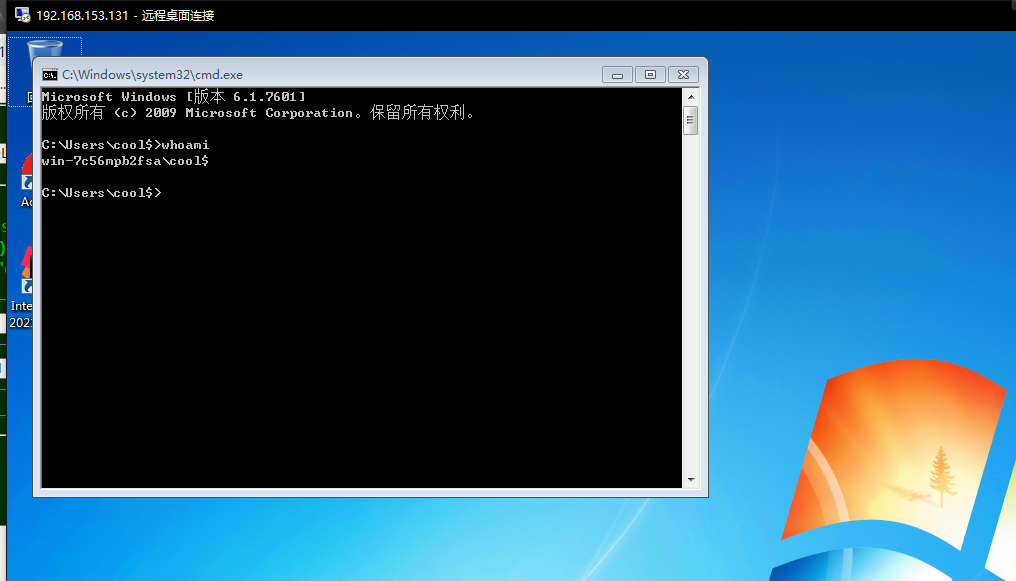 192.168.153.131 - 远程桌面连接
C:\Windows\system32\cmd.exe
Microsoft Windows [版本 6.1.7601]
版权所有 (c) 2009 Microsoft Corporation。保留所有权利。
C:\Users\cool$>whoami
win-7c56mpb2fsa\cool$
C:\Users\cool$>
Inte